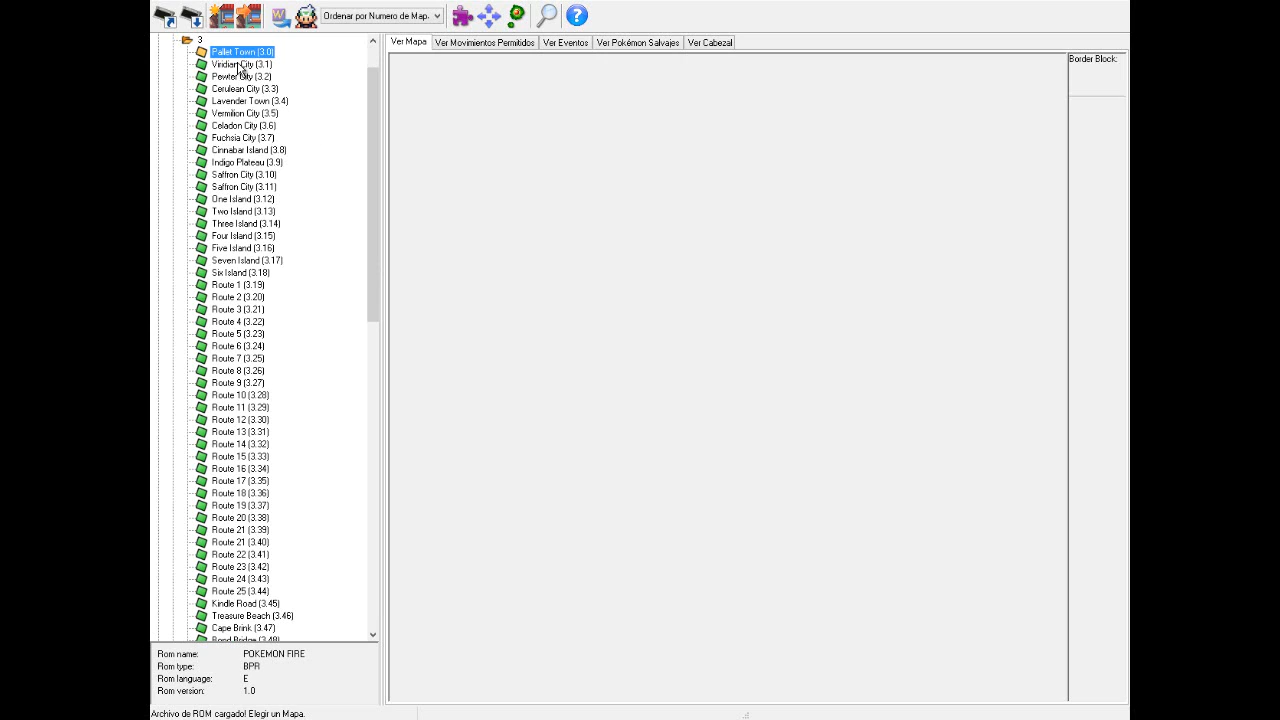 Ordenar por Numero de Map.
3
Pallet Town (3.0)
Viridian City (3.1)
Pewter City (3.2)
Cerulean City (3.3)
Lavender Town (3.4)
Vermilion City (3.5)
Celadon City (3.6)
Fuchsia City (3.7)
Cinnabar Island (3.8)
Indigo Plateau (3.9)
Saffron City (3.10)
Saffron City (3.11)
One Island (3.12)
Two Island (3.13)
Three Island (3.14)
Four Island (3.15)
Five Island (3.16)
Seven Island (3.17)
Six Island (3.18)
Route 1 (3.19)
Route 2 (3.20)
Route 3 (3.21)
Route 4 (3.22)
Route 5 (3.23)
Route 6 (3.24)
Route 7 (3.25)
Route 8 (3.26)
Route 9 (3.27)
Route 10 (3.28)
Route 11 (3.29)
Route 12 (3.30)
Route 13 (3.31)
Route 14 (3.32)
Route 15 (3.33)
Route 16 (3.34)
Route 17 (3.35)
Route 18 (3.36)
Route 19 (3.37)
Route 20 (3.38)
Route 21 (3.39)
Route 21 (3.40)
Route 22 (3.41)
Route 23 (3.42)
Route 24 (3.43)
Route 25 (3.44)
Kindle Road (3.45)
Treasure Beach (3.46)
Cape Brink (3.47)
Bond Bridge (3.48)
Rom name: POKEMON FIRE
Rom type: BPR
Rom language: E
Rom version: 1.0
Archivo de ROM cargado! Elegir un Mapa.
Ver Mapa Ver Movimientos Permitidos Ver Eventos Ver Pokémon Salvajes Ver Cabezal
Border Block: